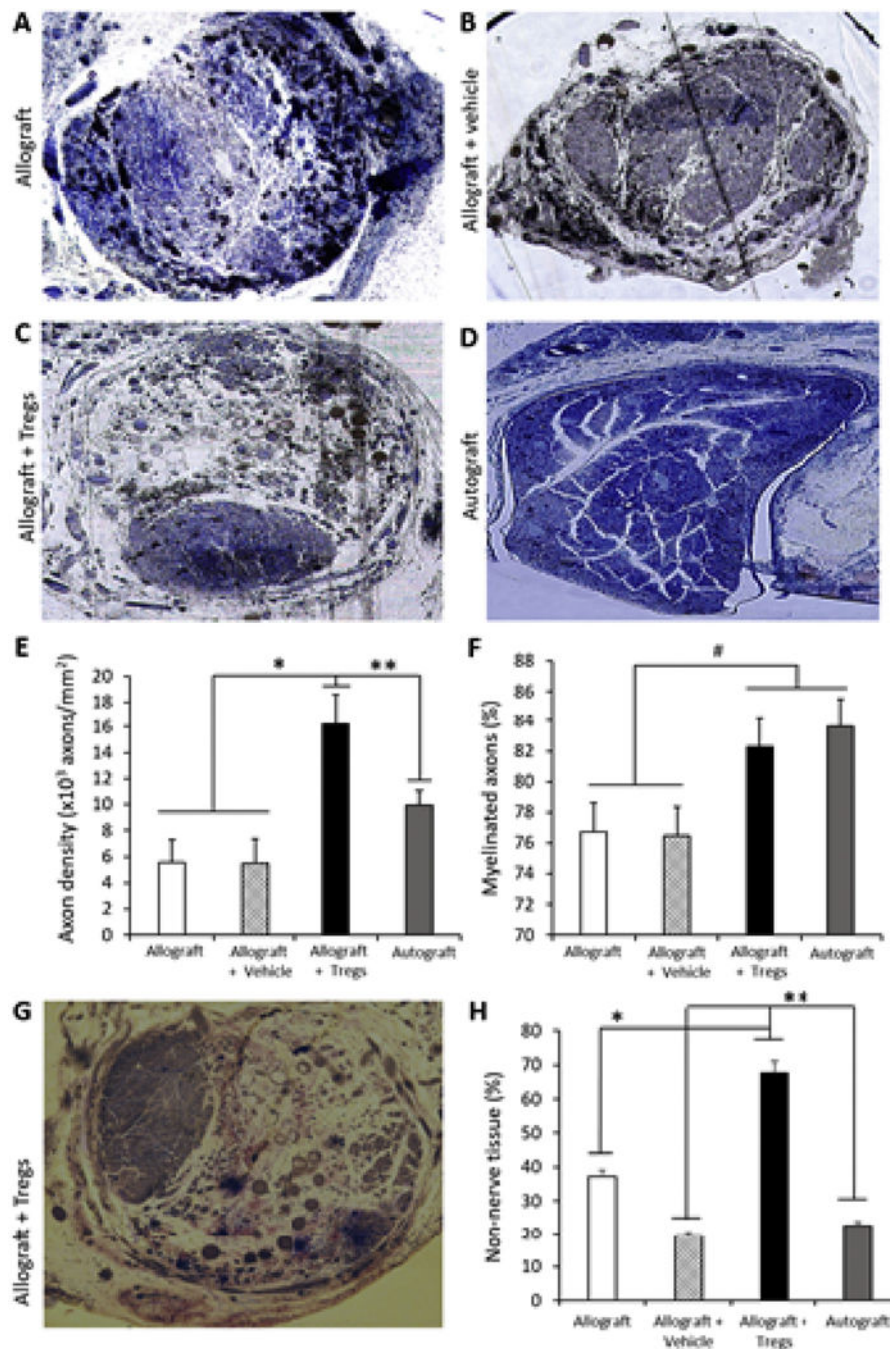 A
Allograft
B
Allograft + vehicle
C
Allograft + Tregs
D
Autograft
E
Axon density (x10³ axons/mm²)
20
18
16
14
12
10
8
6
4
2
0
*
**
Allograft
Allograft
+ Vehicle
Allograft
+ Tregs
Autograft
F
Myelinated axons (%)
88
86
84
82
80
78
76
74
72
70
#
Allograft
Allograft
+ Vehicle
Allograft
+ Tregs
Autograft
G
Allograft + Tregs
H
Non-nerve tissue (%)
80
70
60
50
40
30
20
10
0
*
**
Allograft
Allograft +
Vehicle
Allograft +
Tregs
Autograft